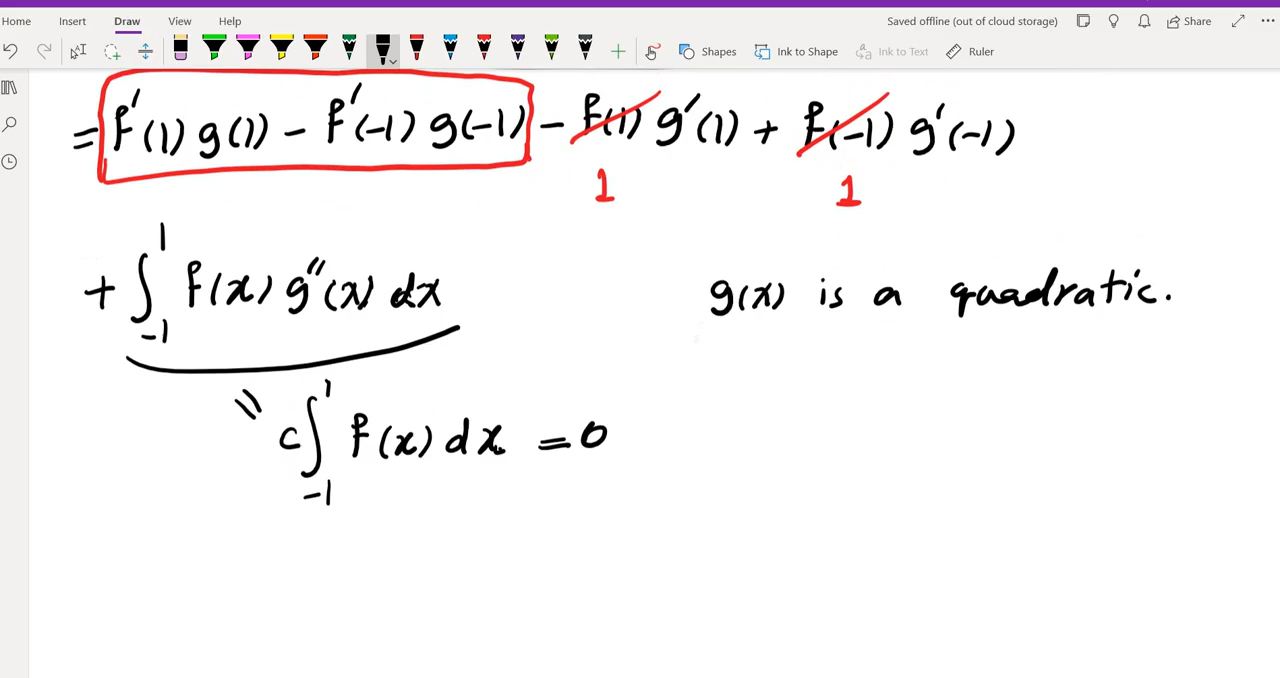 Home Insert Draw View Help Saved offline (out of cloud storage) Share
Shapes Ink to Shape Ink to Text Ruler
= f'(1) g(1) - f'(-1) g(-1) - f(1) g'(1) + f(-1) g'(-1)
1 1
+ ∫_{-1}^{1} f(x) g''(x) dx g(x) is a quadratic.
= c∫_{-1}^{1} f(x) dx = 0